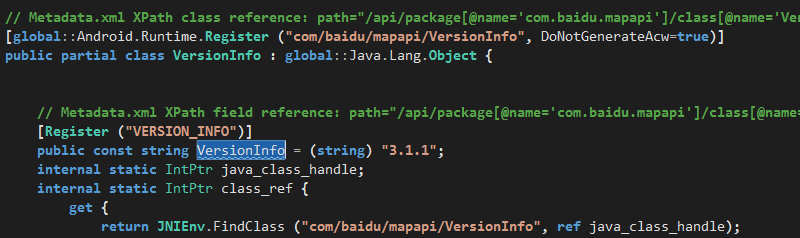 // Metadata.xml XPath class reference: path="/api/package[@name='com.baidu.mapapi']/class[@name='Ve
[global::Android.Runtime.Register ("com/baidu/mapapi/VersionInfo", DoNotGenerateAcw=true)]
public partial class VersionInfo : global::Java.Lang.Object {
// Metadata.xml XPath field reference: path="/api/package[@name='com.baidu.mapapi']/class[@na
[Register ("VERSION_INFO")]
public const string VersionInfo = (string) "3.1.1";
internal static IntPtr java_class_handle;
internal static IntPtr class_ref {
get {
return JNIEnv.FindClass ("com/baidu/mapapi/VersionInfo", ref java_class_handle);